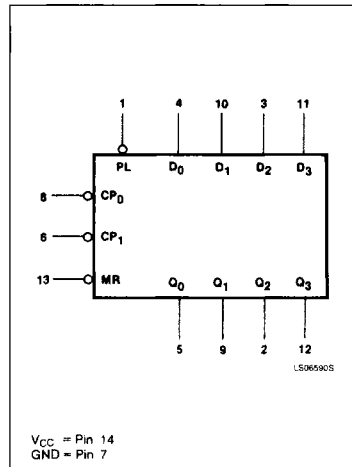 1 4 10 3 11
PL D0 D1 D2 D3
8 CP0
6 CP1
13 MR Q0 Q1 Q2 Q3
5 9 2 12
LS06590S
VCC = Pin 14
GND = Pin 7